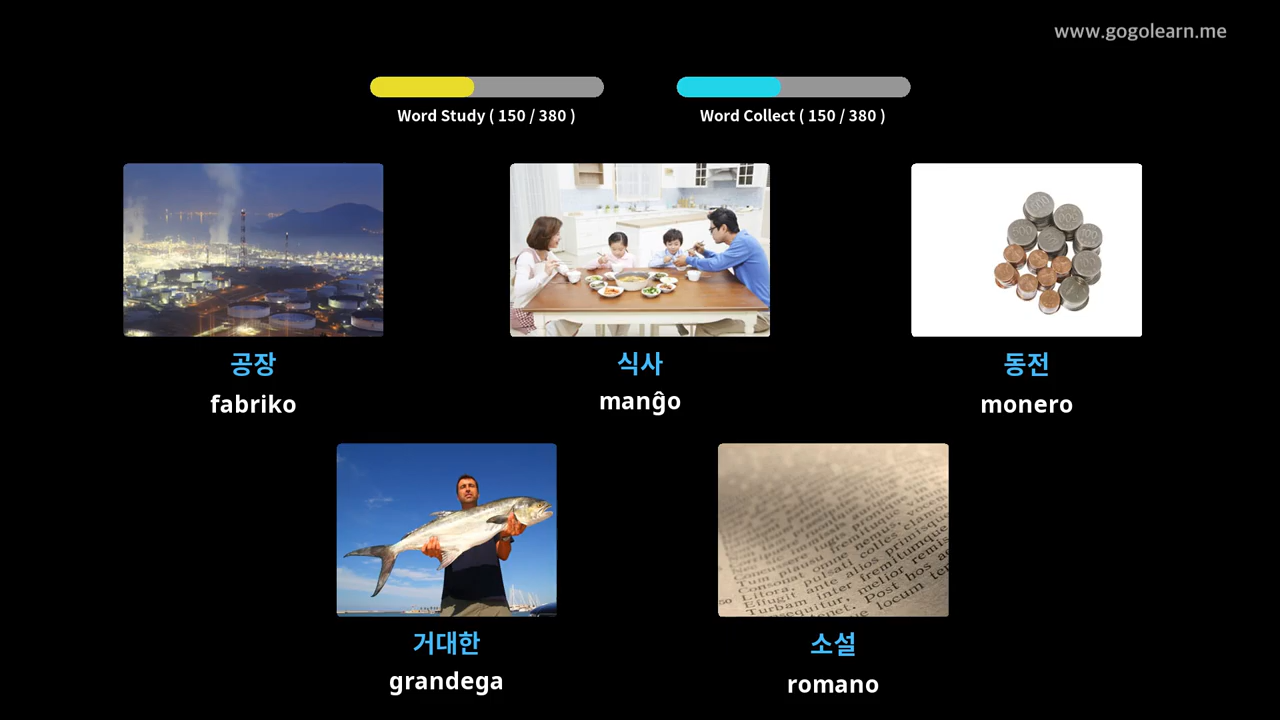 www.gogolearn.me
Word Study ( 150 / 380 )
Word Collect ( 150 / 380 )
공장
fabriko
식사
manĝo
동전
monero
거대한
grandega
소설
romano